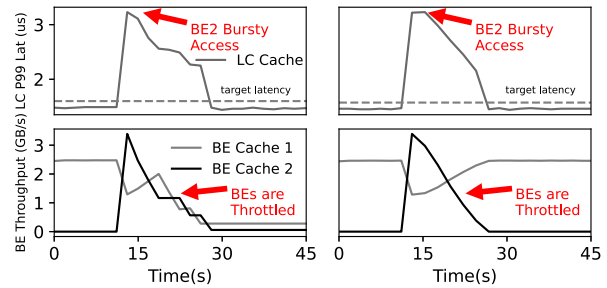 BE Throughput (GB/s) LC P99 Lat (us)
3
2
BE2 Bursty
Access
LC Cache
target latency
BE2 Bursty
Access
target latency
3
2
1
0
BE Cache 1
BE Cache 2
BEs are
Throttled
BEs are
Throttled
0 15 30 45
0 15 30 45
Time(s)
Time(s)